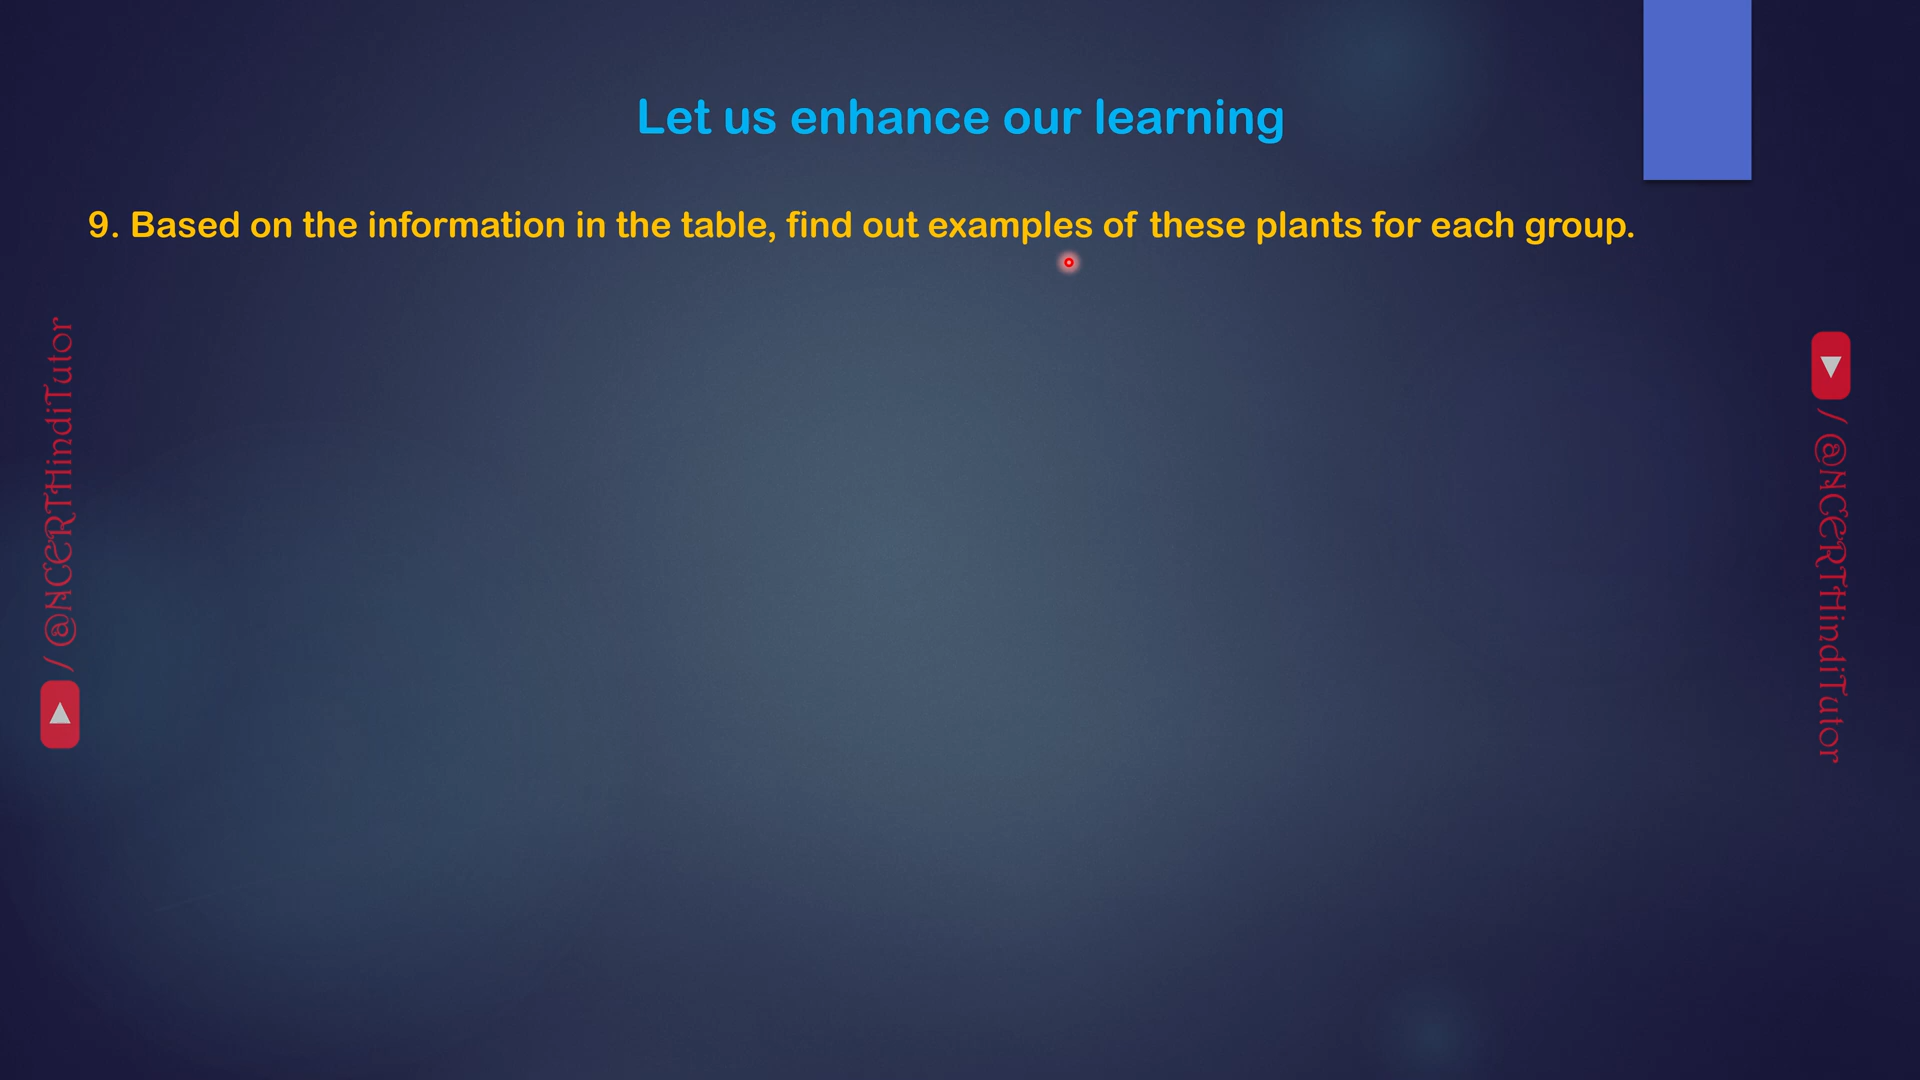 Let us enhance our learning
9. Based on the information in the table, find out examples of these plants for each group.
/ @NCERTHindiTutor
/ @NCERTHindiTutor